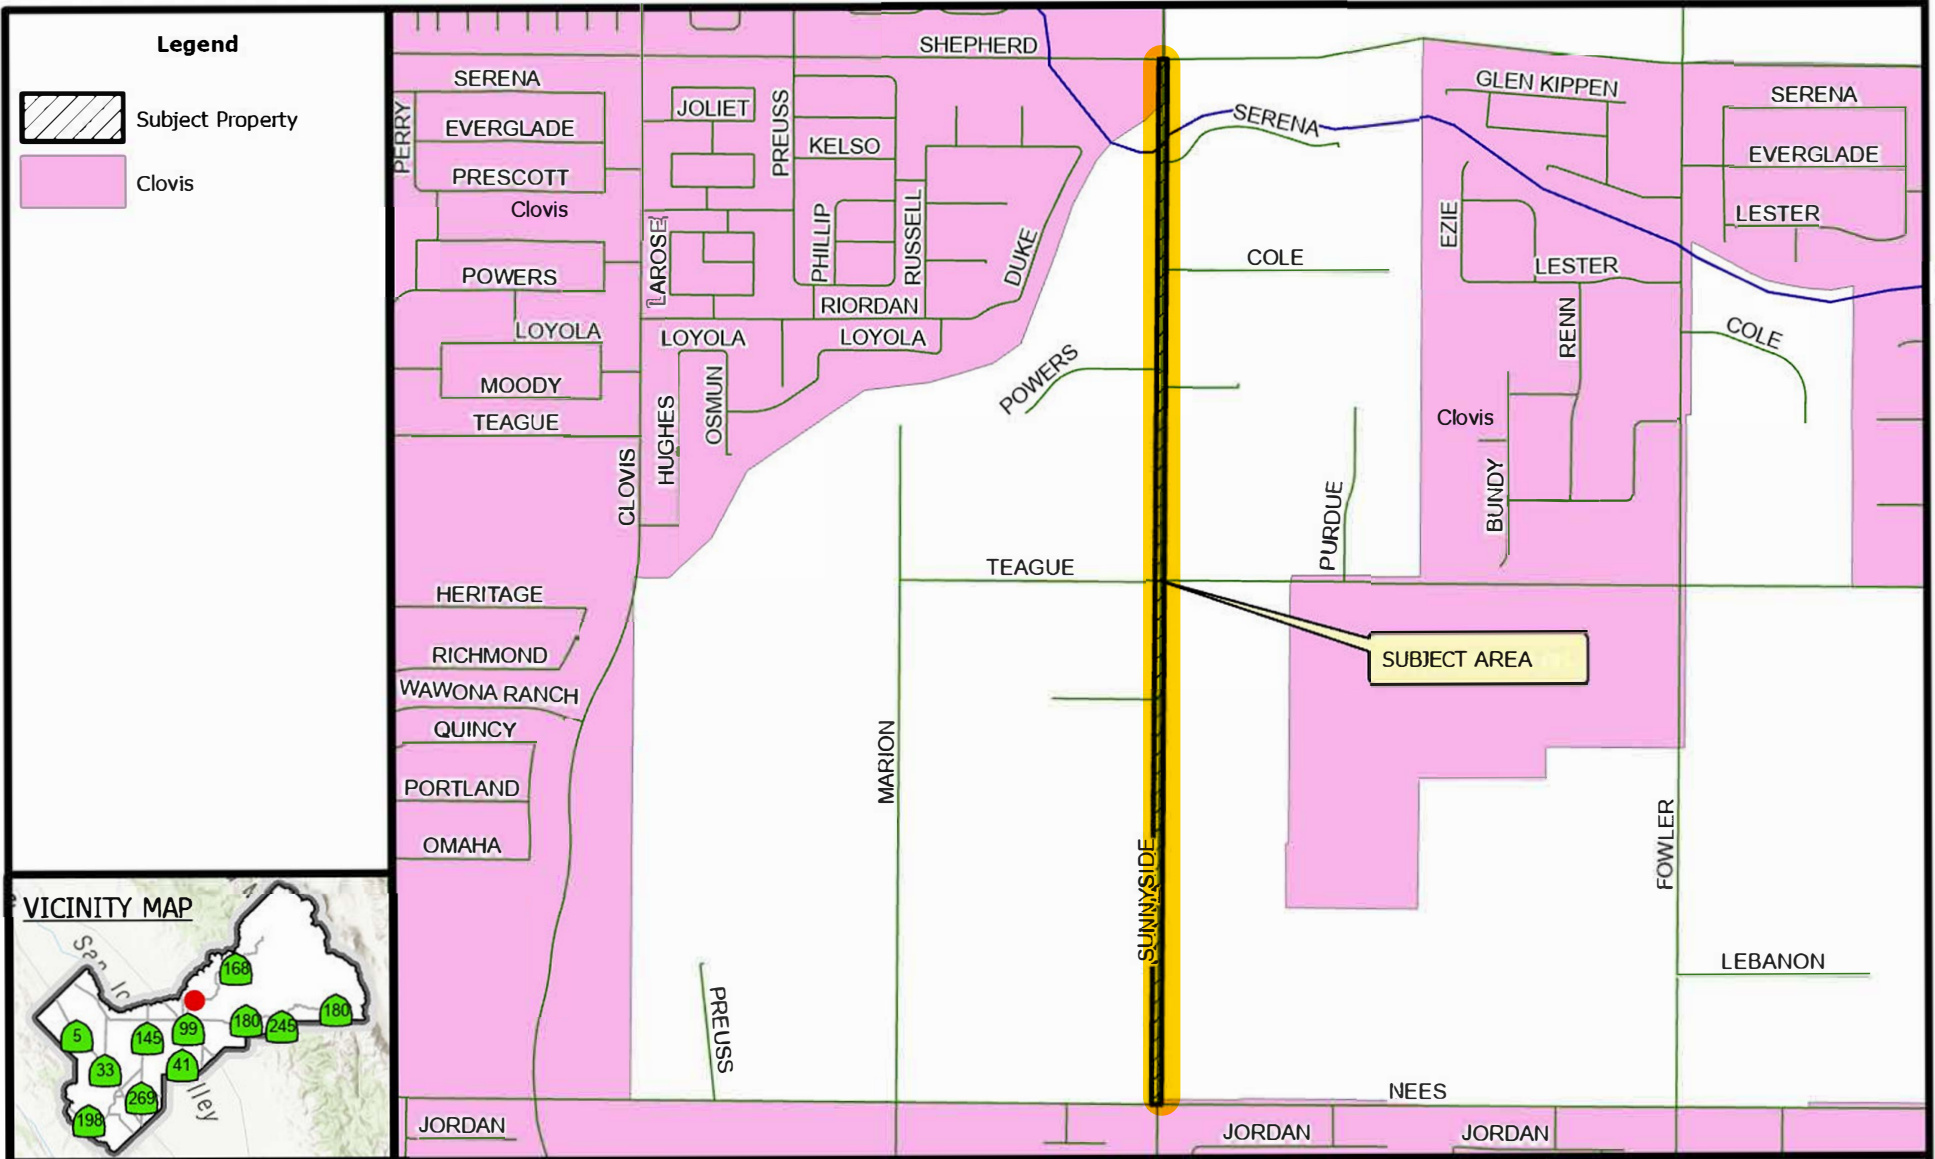 Legend
Subject Property
Clovis
SHEPHERD
SERENA
PERRY
EVERGLADE
PRESCOTT
Clovis
POWERS
LOYOLA
MOODY
TEAGUE
JOLIET
PREUSS
KELSO
LAROSE
PHILLIP
RUSSELL
DUKE
RIORDAN
LOYOLA
LOYOLA
HUGHES
OSMUN
CLOVIS
SERENA
GLEN KIPPEN
SERENA
EVERGLADE
LESTER
EZIE
COLE
LESTER
RENN
COLE
POWERS
Clovis
BUNDY
PURDUE
TEAGUE
HERITAGE
RICHMOND
WAWONA RANCH
QUINCY
PORTLAND
OMAHA
SUBJECT AREA
MARION
SUNNYSIDE
FOWLER
LEBANON
PREUSS
NEES
JORDAN
JORDAN
JORDAN
VICINITY MAP
168
180
180
245
5
145
99
33
41
269
198
lley